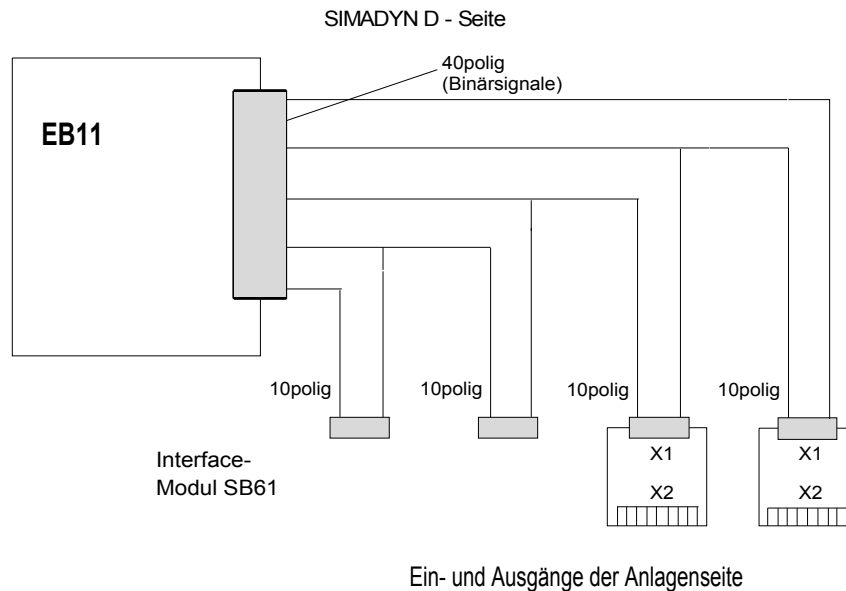 SIMADYN D - Seite
40polig
(Binärsignale)
EB11
10polig
10polig
10polig
10polig
X1
X1
Interface-
Modul SB61
X2
X2
Ein- und Ausgänge der Anlagenseite